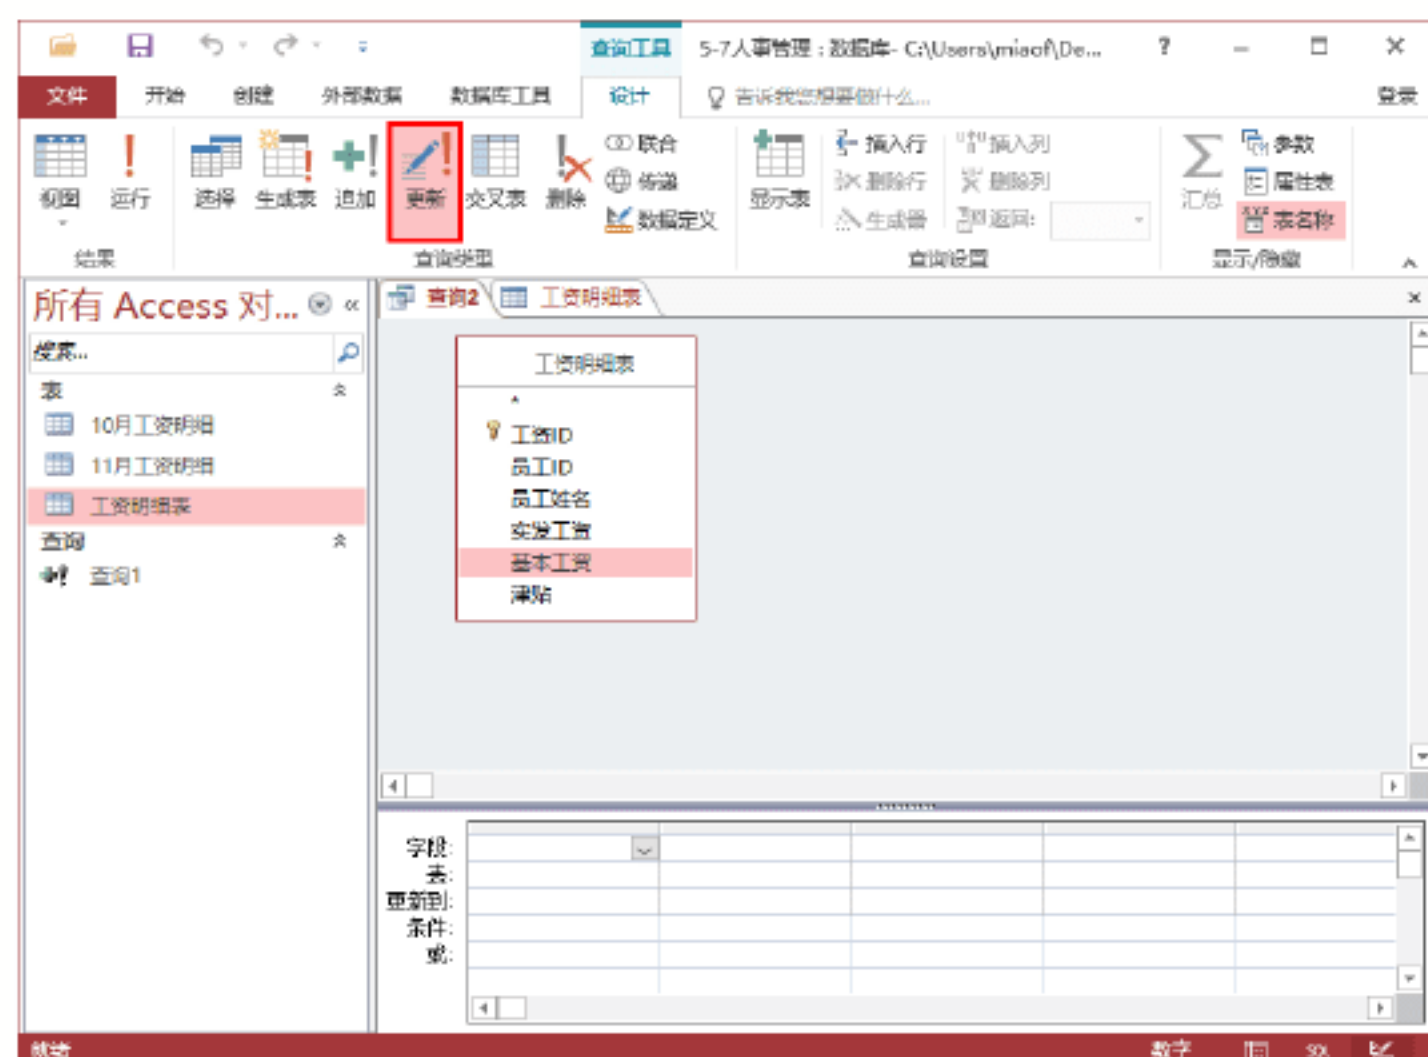 查询工具 5-7人事管理 : 数据库- C:\Users\miaof\De... ?
文件 开始 创建 外部数据 数据库工具 设计 告诉我您想要做什么... 登录
视图 运行 选择 生成表 追加 更新 交叉表 删除 显示表 汇总
联合 插入行 插入列 参数
传递 删除行 删除列 属性表
数据定义 生成器 返回: 表名称
结果 查询类型 查询设置 显示/隐藏
所有 Access 对... «
查询2 工资明细表
搜索...
表
10月工资明细
11月工资明细
工资明细表
查询
查询1
工资明细表
*
工资ID
员工ID
员工姓名
实发工资
基本工资
津贴
字段:
表:
更新到:
条件:
或:
就绪 数字 SQL